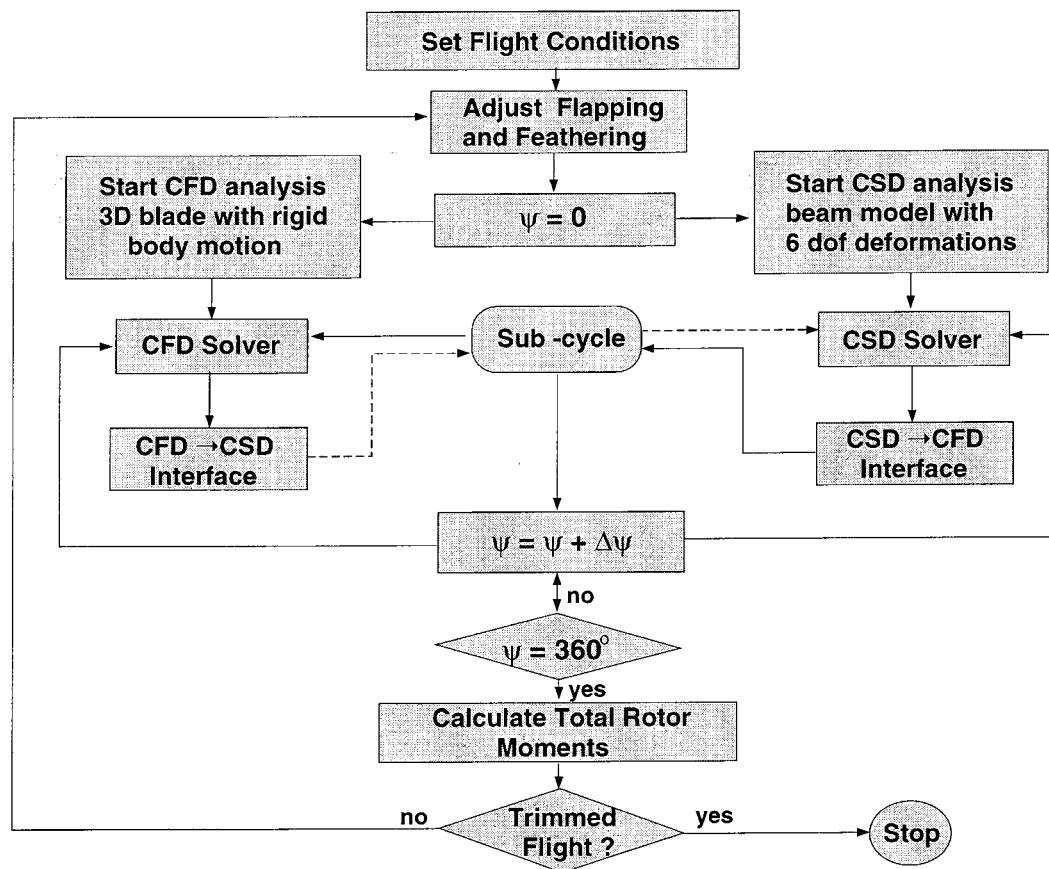 Set Flight Conditions
Adjust Flapping
and Feathering
Start CFD analysis
3D blade with rigid
body motion
ψ = 0
Start CSD analysis
beam model with
6 dof deformations
CFD Solver
Sub -cycle
CSD Solver
CFD →CSD
Interface
CSD →CFD
Interface
ψ = ψ + Δψ
no
ψ = 360°
yes
Calculate Total Rotor
Moments
no
Trimmed
Flight ?
yes
Stop